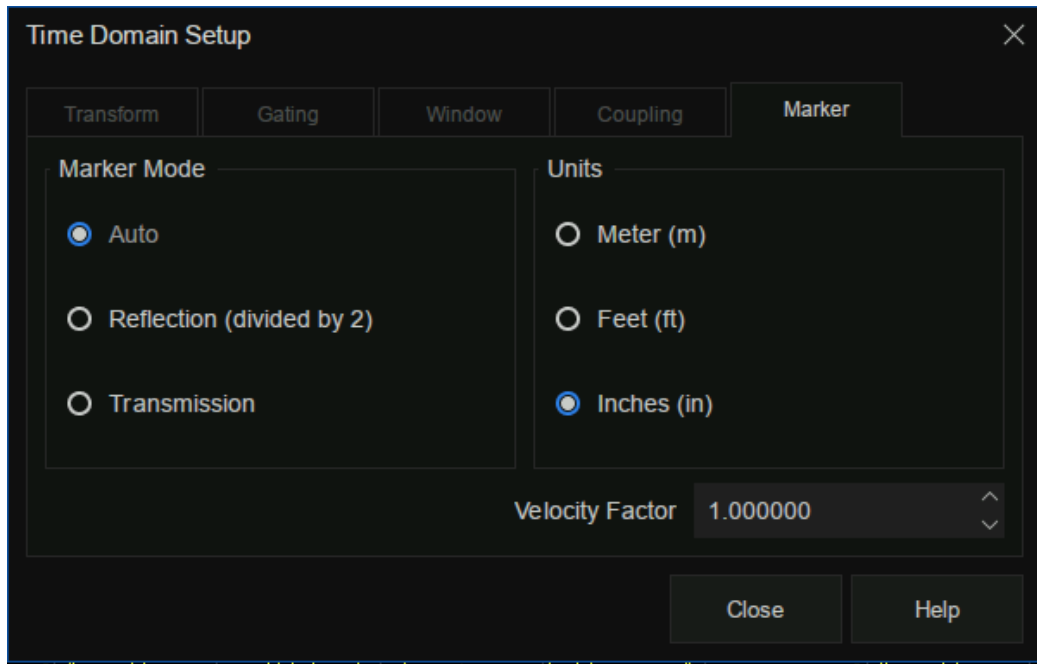 Time Domain Setup
Transform
Gating
Window
Coupling
Marker
Marker Mode
Auto
Reflection (divided by 2)
Transmission
Units
Meter (m)
Feet (ft)
Inches (in)
Velocity Factor
1.000000
Close
Help